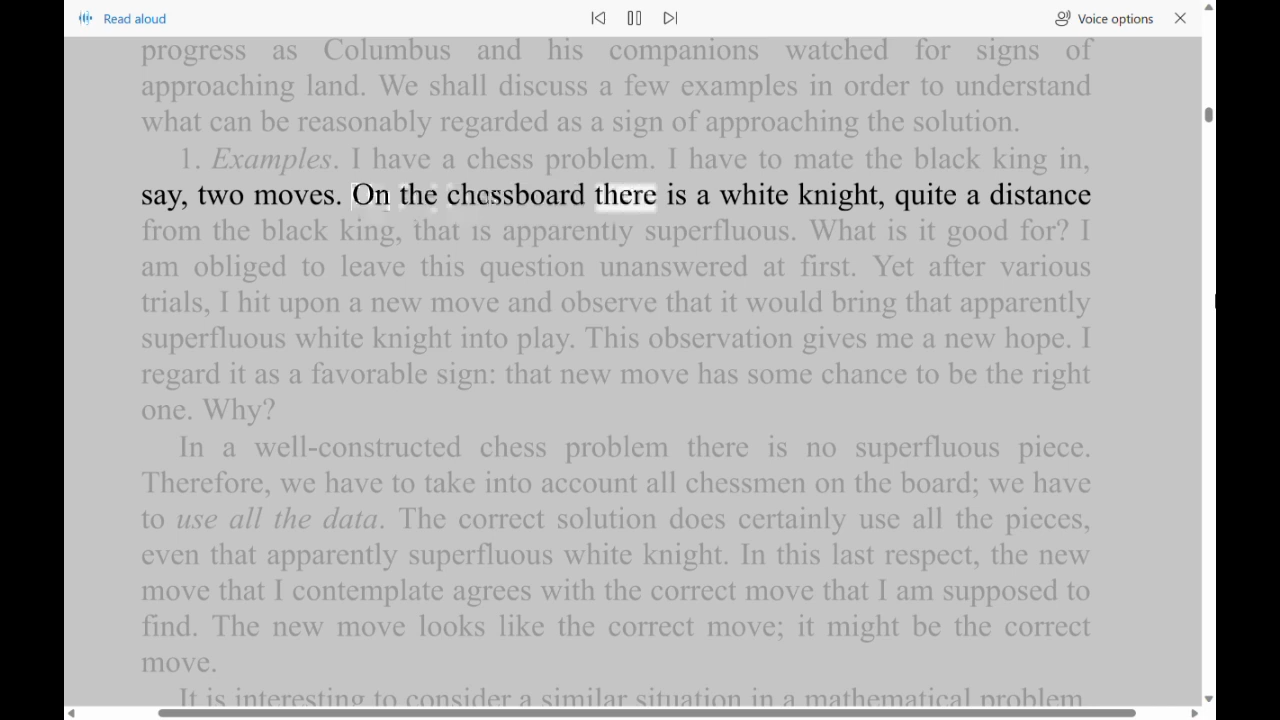 Read aloud
Voice options
progress as Columbus and his companions watched for signs of
approaching land. We shall discuss a few examples in order to understand
what can be reasonably regarded as a sign of approaching the solution.
1. Examples. I have a chess problem. I have to mate the black king in,
say, two moves. On the chessboard there is a white knight, quite a distance
from the black king, that is apparently superfluous. What is it good for? I
am obliged to leave this question unanswered at first. Yet after various
trials, I hit upon a new move and observe that it would bring that apparently
superfluous white knight into play. This observation gives me a new hope. I
regard it as a favorable sign: that new move has some chance to be the right
one. Why?
In a well-constructed chess problem there is no superfluous piece.
Therefore, we have to take into account all chessmen on the board; we have
to use all the data. The correct solution does certainly use all the pieces,
even that apparently superfluous white knight. In this last respect, the new
move that I contemplate agrees with the correct move that I am supposed to
find. The new move looks like the correct move; it might be the correct
move.
It is interesting to consider a similar situation in a mathematical problem.